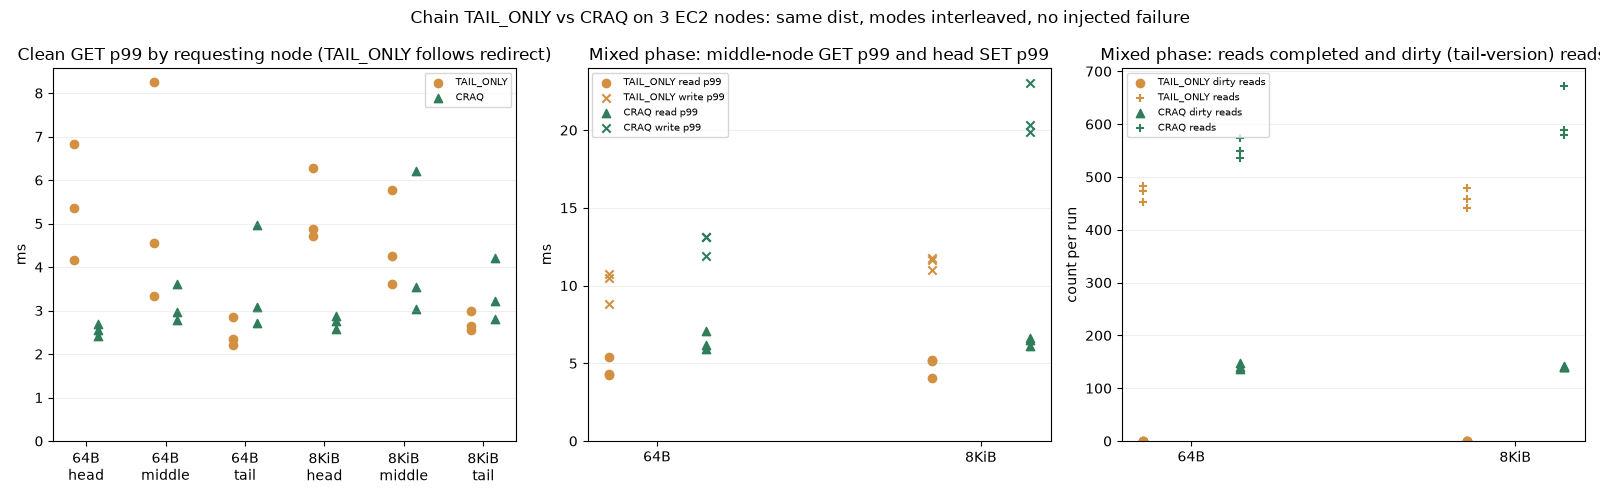 Chain TAIL_ONLY vs CRAQ on 3 EC2 nodes: same dist, modes interleaved, no injected failure
Clean GET p99 by requesting node (TAIL_ONLY follows redirect)
ms
8
7
6
5
4
3
2
1
0
TAIL_ONLY
CRAQ
64B
head
64B
middle
64B
tail
8KiB
head
8KiB
middle
8KiB
tail
Mixed phase: middle-node GET p99 and head SET p99
ms
20
15
10
5
0
TAIL_ONLY read p99
TAIL_ONLY write p99
CRAQ read p99
CRAQ write p99
64B
8KiB
Mixed phase: reads completed and dirty (tail-version) reads
count per run
700
600
500
400
300
200
100
0
TAIL_ONLY dirty reads
TAIL_ONLY reads
CRAQ dirty reads
CRAQ reads
64B
8KiB